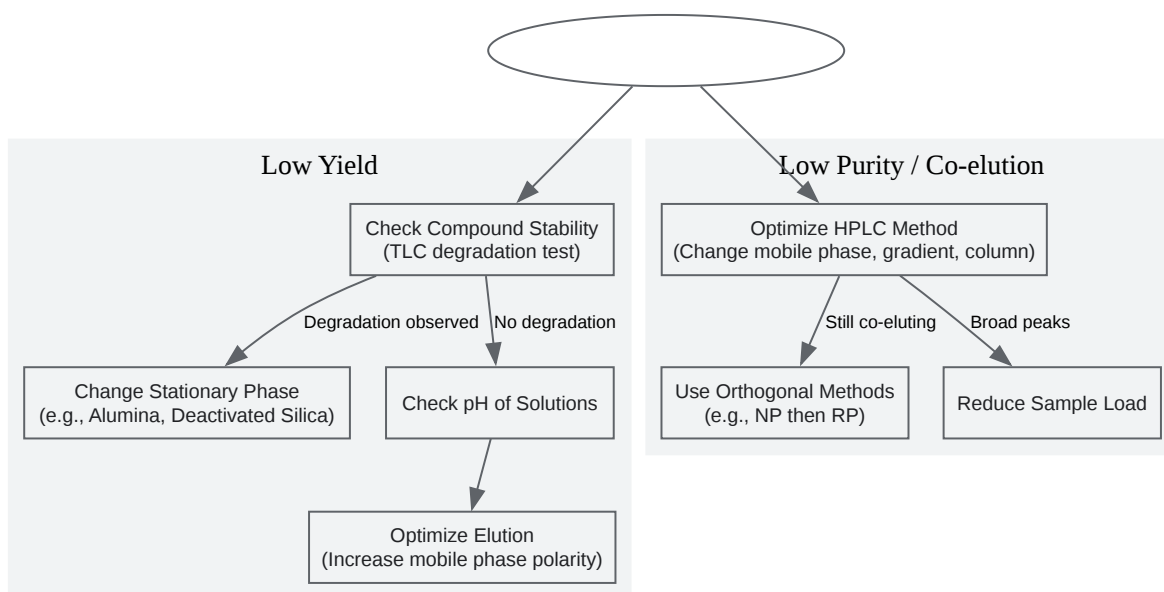 Low Yield
Low Purity / Co-elution
Check Compound Stability
(TLC degradation test)
Optimize HPLC Method
(Change mobile phase, gradient, column)
Degradation observed
No degradation
Still co-eluting
Broad peaks
Change Stationary Phase
(e.g., Alumina, Deactivated Silica)
Check pH of Solutions
Use Orthogonal Methods
(e.g., NP then RP)
Reduce Sample Load
Optimize Elution
(Increase mobile phase polarity)